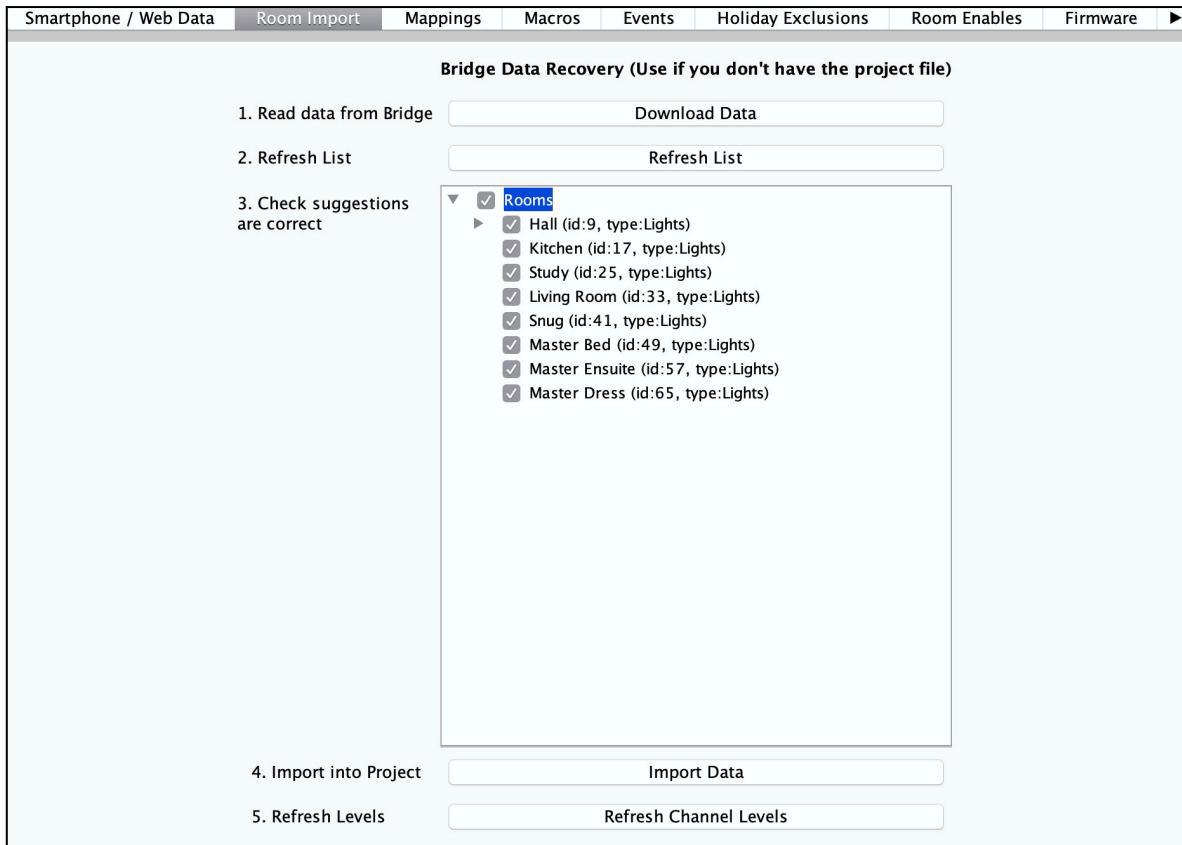 Smartphone / Web Data Room Import Mappings Macros Events Holiday Exclusions Room Enables Firmware
Bridge Data Recovery (Use if you don't have the project file)
1. Read data from Bridge Download Data
2. Refresh List Refresh List
3. Check suggestions
are correct
Rooms
Hall (id:9, type:Lights)
Kitchen (id:17, type:Lights)
Study (id:25, type:Lights)
Living Room (id:33, type:Lights)
Snug (id:41, type:Lights)
Master Bed (id:49, type:Lights)
Master Ensuite (id:57, type:Lights)
Master Dress (id:65, type:Lights)
4. Import into Project Import Data
5. Refresh Levels Refresh Channel Levels